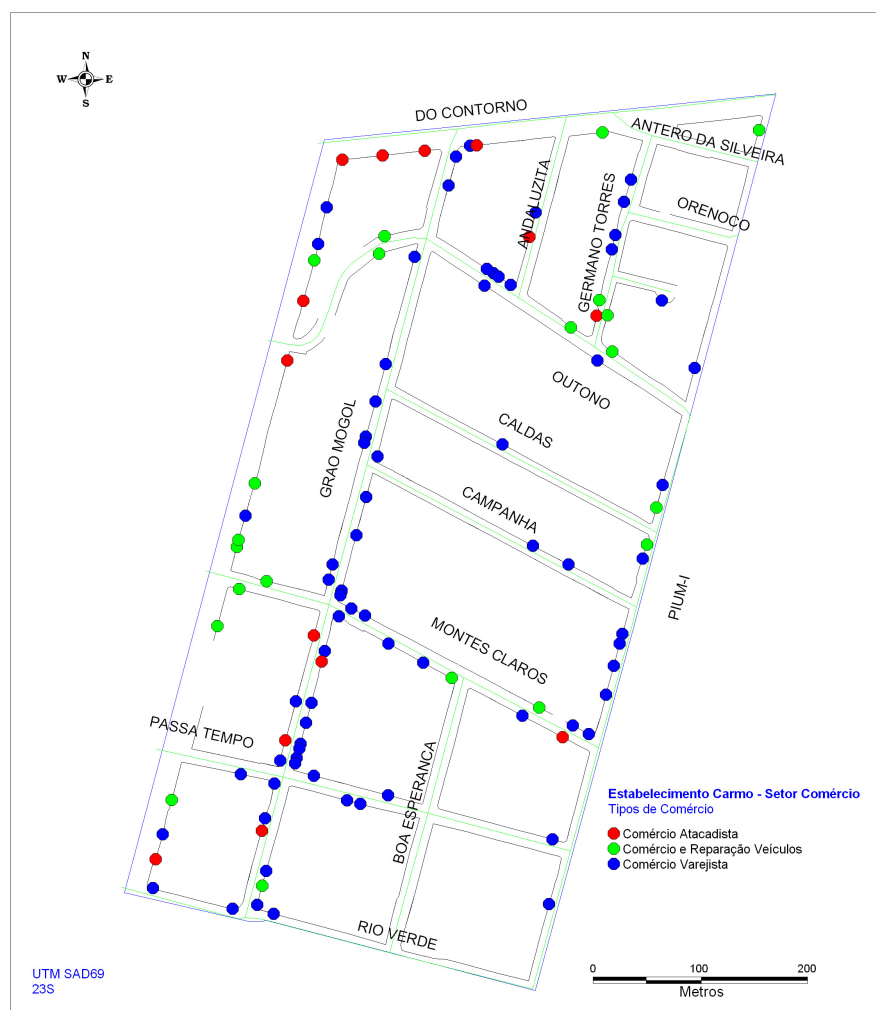 N
W E
S
DO CONTORNO
ANTERO DA SILVEIRA
ANDALUZITA
GERMANO TORRES
ORENOCO
OUTONO
CALDAS
GRAO MOGOL
CAMPANHA
PIUM-I
MONTES CLAROS
PASSA TEMPO
BOA ESPERANCA
RIO VERDE
Estabelecimento Carmo - Setor Comércio
Tipos de Comércio
Comércio Atacadista
Comércio e Reparação Veículos
Comércio Varejista
0 100 200
Metros
UTM SAD69
23S